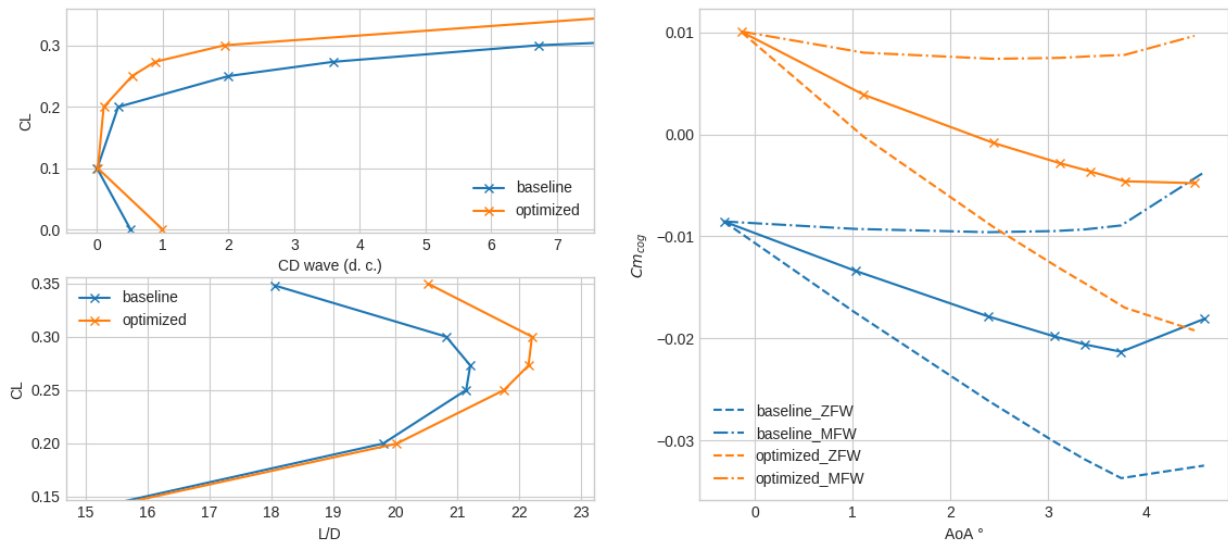 0.3
0.2
0.1
0.0
CL
baseline
optimized
0
1
2
3
4
5
6
7
CD wave (d. c.)
0.35
0.30
0.25
0.20
0.15
CL
baseline
optimized
15
16
17
18
19
20
21
22
23
L/D
0.01
0.00
−0.01
−0.02
−0.03
Cm_cog
baseline_ZFW
baseline_MFW
optimized_ZFW
optimized_MFW
0
1
2
3
4
AoA °